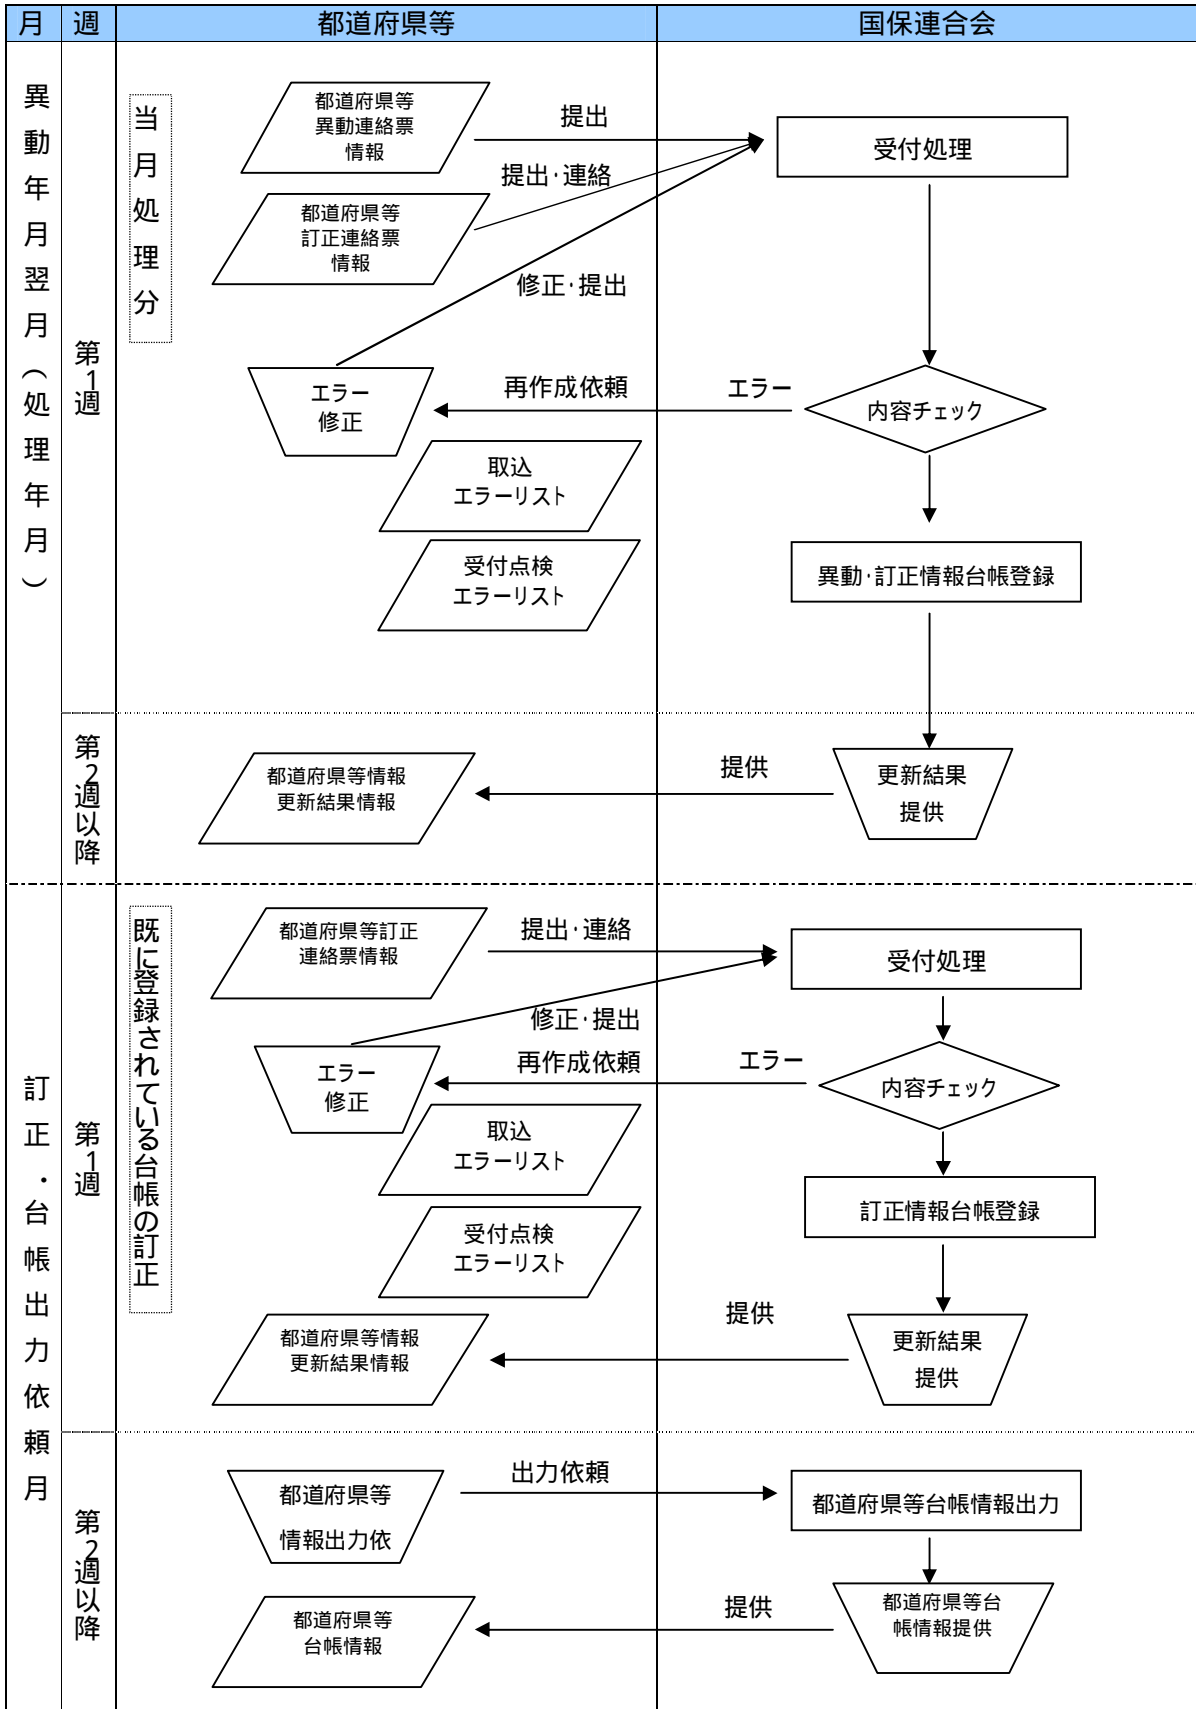 月 週 都道府県等 国保連合会
異動年月翌月（処理年月）
第1週
当月処理分
都道府県等
異動連絡票
情報
提出
受付処理
提出・連絡
都道府県等
訂正連絡票
情報
修正・提出
エラー
修正
再作成依頼
エラー
内容チェック
取込
エラーリスト
受付点検
エラーリスト
異動・訂正情報台帳登録
第2週以降
都道府県等情報
更新結果情報
提供
更新結果
提供
訂正・台帳出力依頼月
第1週
既に登録されている台帳の訂正
都道府県等訂正
連絡票情報
提出・連絡
受付処理
修正・提出
エラー
修正
再作成依頼
エラー
内容チェック
取込
エラーリスト
受付点検
エラーリスト
訂正情報台帳登録
都道府県等情報
更新結果情報
提供
更新結果
提供
第2週以降
都道府県等
情報出力依
出力依頼
都道府県等台帳情報出力
都道府県等
台帳情報
提供
都道府県等台
帳情報提供